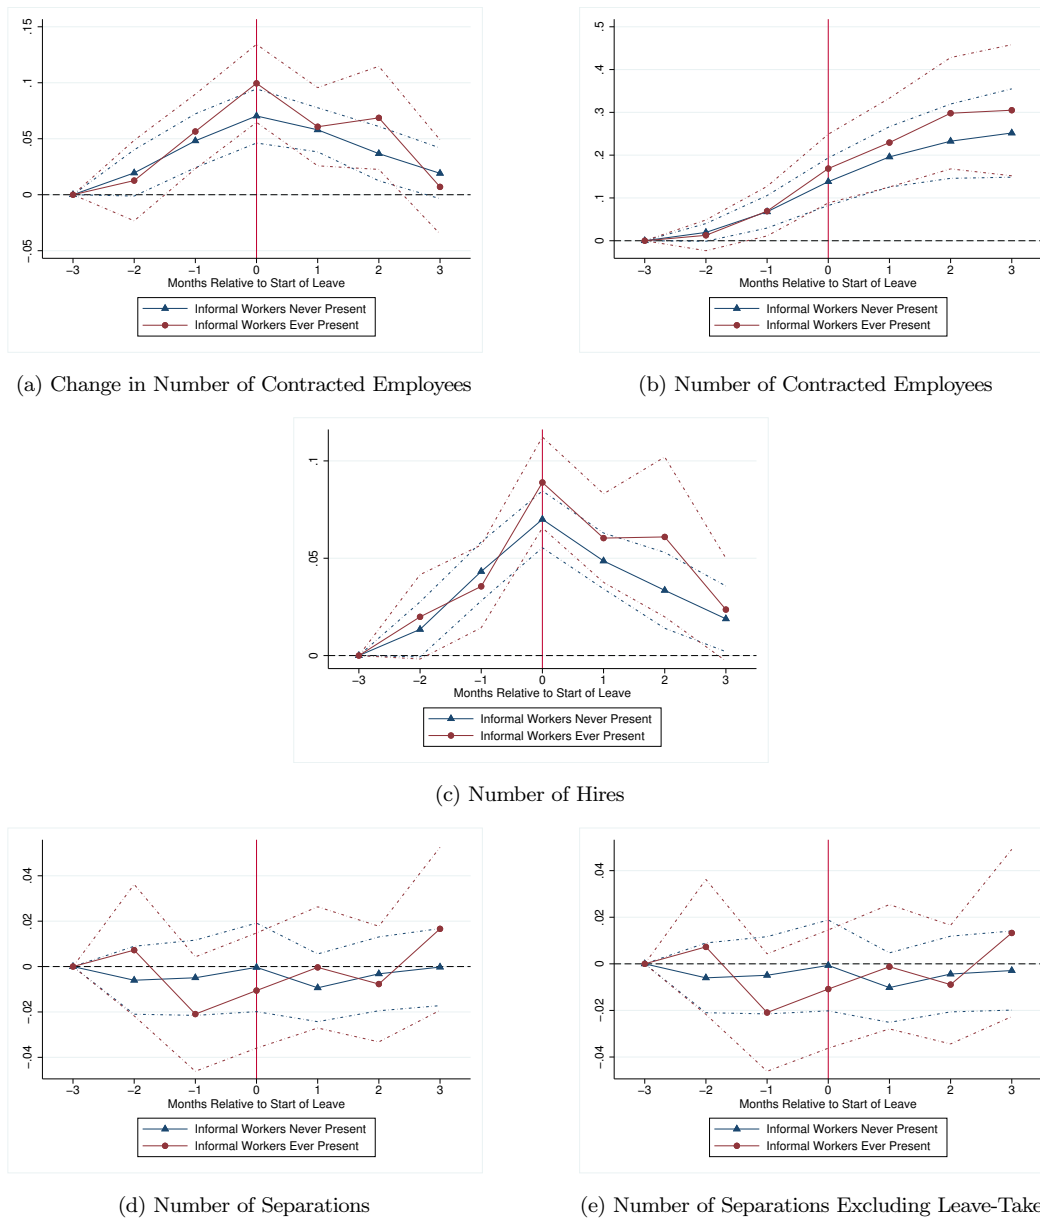 .15
.1
.05
0
-.05
−3 −2 −1 0 1 2 3
Months Relative to Start of Leave
Informal Workers Never Present
Informal Workers Ever Present
(a) Change in Number of Contracted Employees
.5
.4
.3
.2
.1
0
−3 −2 −1 0 1 2 3
Months Relative to Start of Leave
Informal Workers Never Present
Informal Workers Ever Present
(b) Number of Contracted Employees
.1
.05
0
−3 −2 −1 0 1 2 3
Months Relative to Start of Leave
Informal Workers Never Present
Informal Workers Ever Present
(c) Number of Hires
.04
.02
0
−.02
−.04
−3 −2 −1 0 1 2 3
Months Relative to Start of Leave
Informal Workers Never Present
Informal Workers Ever Present
(d) Number of Separations
.04
.02
0
−.02
−.04
−3 −2 −1 0 1 2 3
Months Relative to Start of Leave
Informal Workers Never Present
Informal Workers Ever Present
(e) Number of Separations Excluding Leave-Take